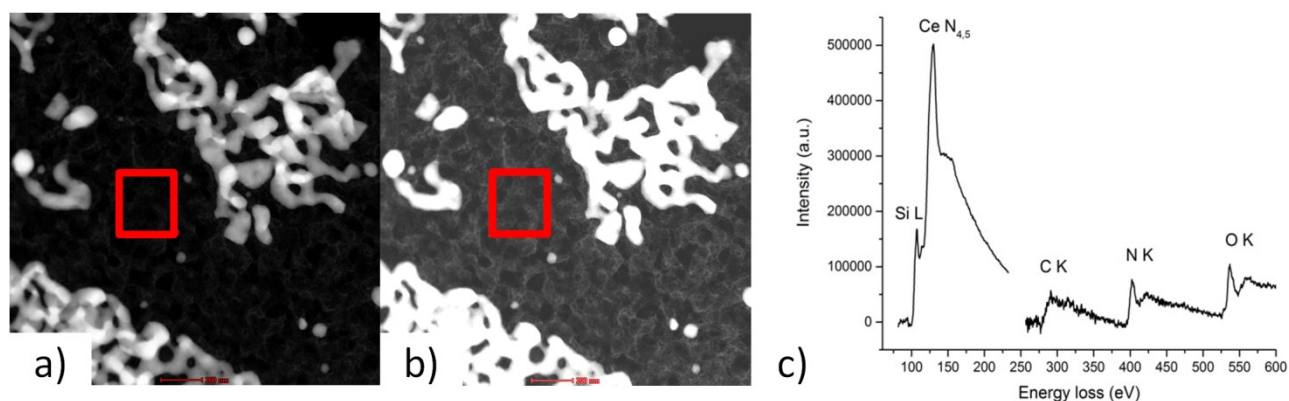 a)
b)
c)
Intensity (a.u.)
500000
400000
300000
200000
100000
0
Ce N4,5
Si L
C K
N K
O K
100 150 200 250 300 350 400 450 500 550 600
Energy loss (eV)